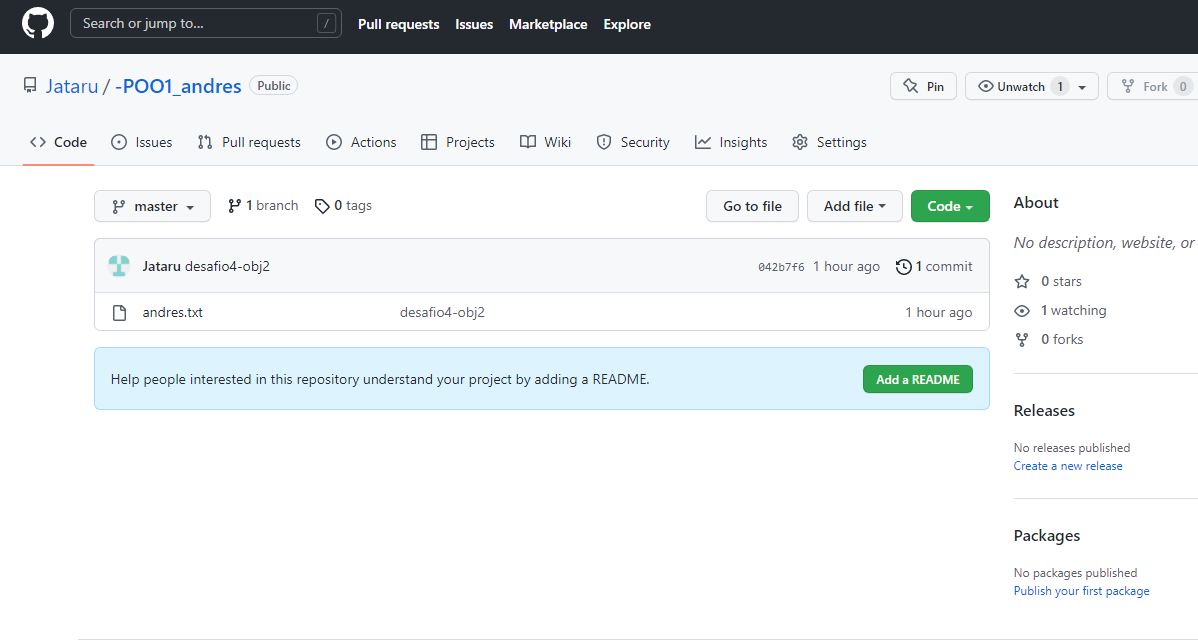 Search or jump to... / Pull requests Issues Marketplace Explore
Jataru / -POO1_andres Public Pin Unwatch 1 Fork 0
Code Issues Pull requests Actions Projects Wiki Security Insights Settings
master 1 branch 0 tags Go to file Add file Code
Jataru desafio4-obj2 042b7f6 1 hour ago 1 commit
andres.txt desafio4-obj2 1 hour ago
Help people interested in this repository understand your project by adding a README. Add a README
About
No description, website, or
0 stars
1 watching
0 forks
Releases
No releases published
Create a new release
Packages
No packages published
Publish your first package